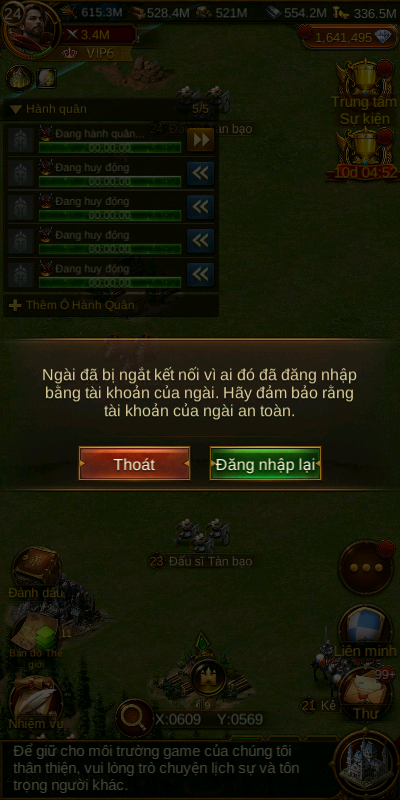 24
615.3M
528.4M
521M
554.2M
336.5M
3.4M
1,641,495
VIP6
Hành quân
5/5
Trung tâm
Sự kiện
Đang hành quân...
00:00:00
Đang huy động
00:00:00
Đang huy động
00:00:00
Đang huy động
00:00:00
Đang huy động
00:00:00
10d 04:52
Thêm Ô Hành Quân
Ngài đã bị ngắt kết nối vì ai đó đã đăng nhập
bằng tài khoản của ngài. Hãy đảm bảo rằng
tài khoản của ngài an toàn.
Thoát
Đăng nhập lại
23 Đấu sĩ Tàn bạo
Đánh dấu
11
Bản đồ Thế
giới
Liên minh
99+
21 Kẻ
Thư
Nhiệm vụ
X:0609 Y:0569
Để giữ cho môi trường game của chúng tôi
thân thiện, vui lòng trò chuyện lịch sự và tôn
trọng người khác.